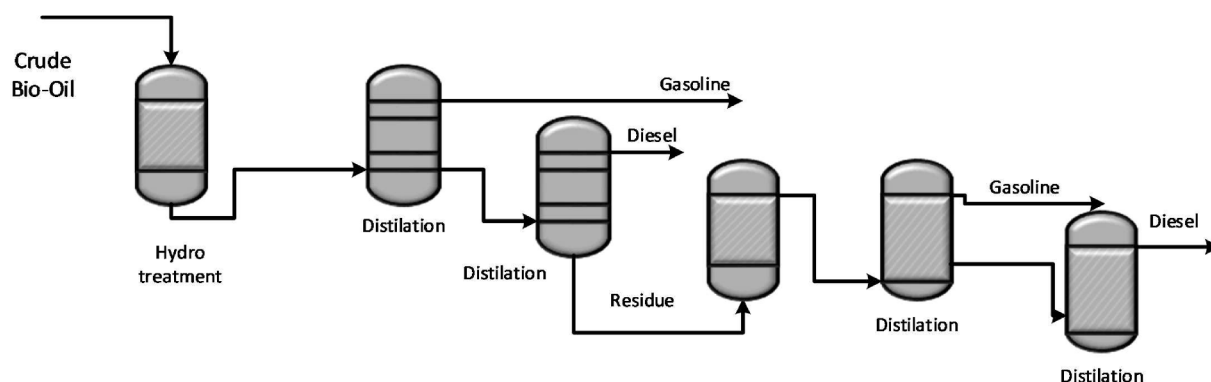 Crude
Bio-Oil
Hydro
treatment
Distilation
Gasoline
Distilation
Diesel
Residue
Distilation
Gasoline
Distilation
Diesel